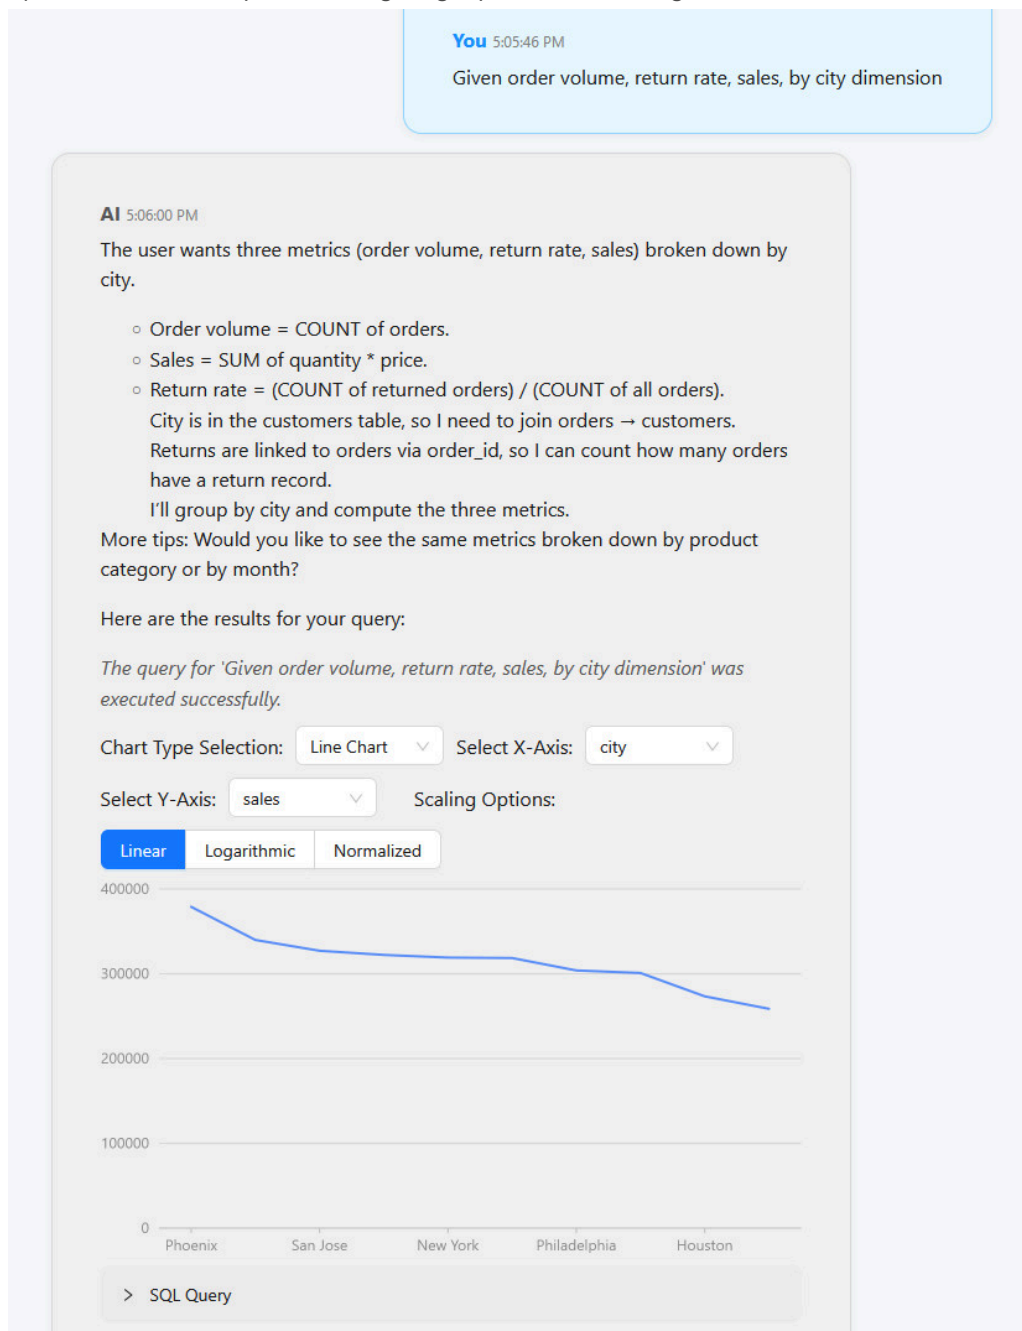 You 5:05:46 PM
Given order volume, return rate, sales, by city dimension
AI 5:06:00 PM
The user wants three metrics (order volume, return rate, sales) broken down by
city.
○ Order volume = COUNT of orders.
○ Sales = SUM of quantity * price.
○ Return rate = (COUNT of returned orders) / (COUNT of all orders).
City is in the customers table, so I need to join orders → customers.
Returns are linked to orders via order_id, so I can count how many orders
have a return record.
I'll group by city and compute the three metrics.
More tips: Would you like to see the same metrics broken down by product
category or by month?
Here are the results for your query:
The query for 'Given order volume, return rate, sales, by city dimension' was
executed successfully.
Chart Type Selection: Line Chart Select X-Axis: city
Select Y-Axis: sales Scaling Options:
Linear Logarithmic Normalized
400000
300000
200000
100000
0
Phoenix San Jose New York Philadelphia Houston
> SQL Query